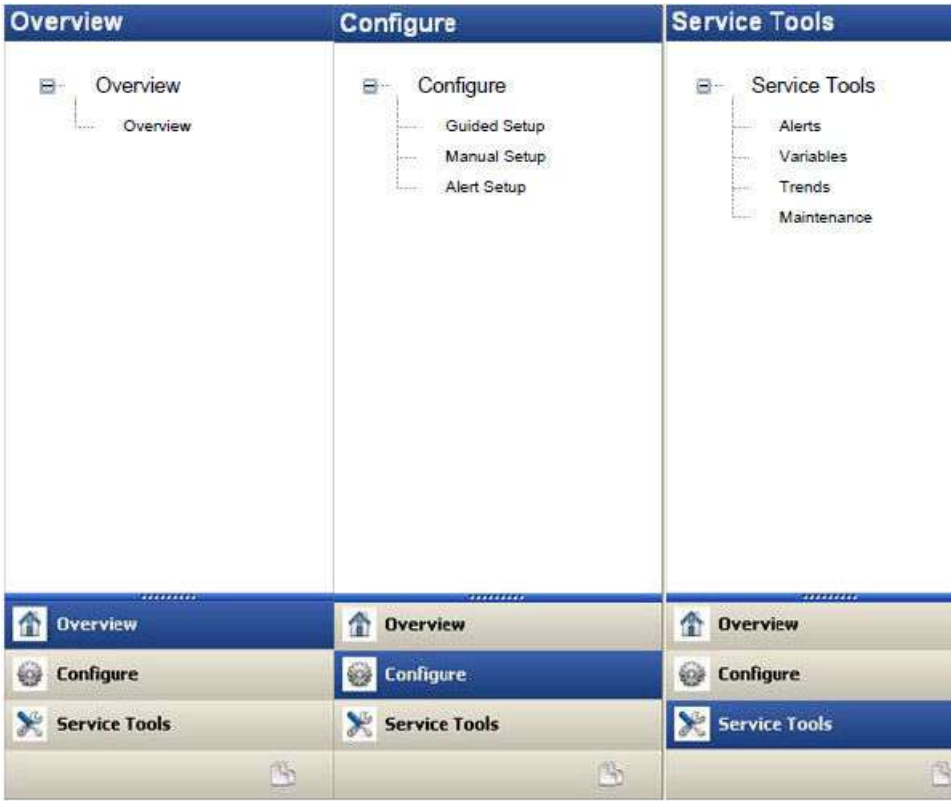 Overview
Overview
Overview
Overview
Configure
Service Tools
Configure
Configure
Guided Setup
Manual Setup
Alert Setup
Overview
Configure
Service Tools
Service Tools
Service Tools
Alerts
Variables
Trends
Maintenance
Overview
Configure
Service Tools